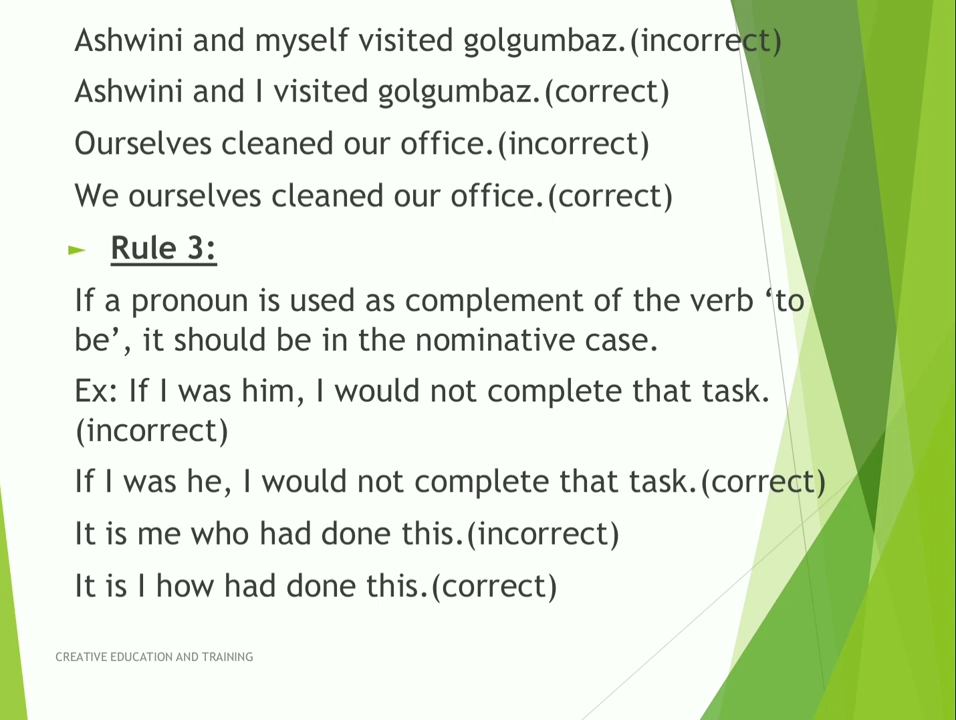 Ashwini and myself visited golgumbaz.(incorrect)
Ashwini and I visited golgumbaz.(correct)
Ourselves cleaned our office.(incorrect)
We ourselves cleaned our office.(correct)
► Rule 3:
If a pronoun is used as complement of the verb ‘to
be’, it should be in the nominative case.
Ex: If I was him, I would not complete that task.
(incorrect)
If I was he, I would not complete that task.(correct)
It is me who had done this.(incorrect)
It is I how had done this.(correct)
CREATIVE EDUCATION AND TRAINING